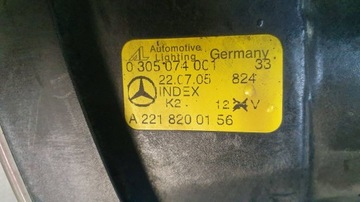 AL Automotive Lighting Germany
0 305 074 001 33
22.07.05 824
INDEX
K2. 12 V
A 221 820 01 56